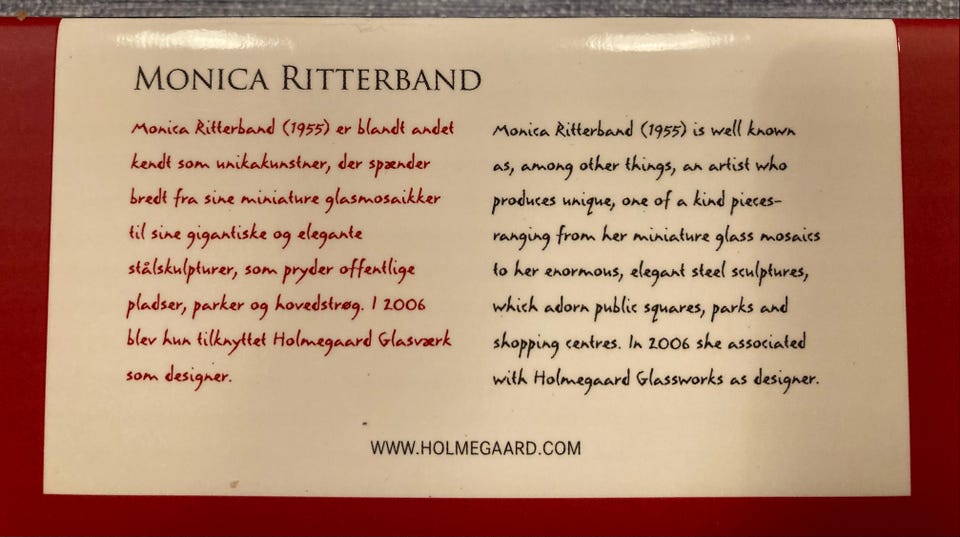 MONICA RITTERBAND
Monica Ritterband (1955) er blandt andet
kendt som unikakunstner, der spænder
bredt fra sine miniature glasmosaikker
til sine gigantiske og elegante
stålskulpturer, som pryder offentlige
pladser, parker og hovedstrøg. I 2006
blev hun tilknyttet Holmegaard Glasværk
som designer.
Monica Ritterband (1955) is well known
as, among other things, an artist who
produces unique, one of a kind pieces-
ranging from her miniature glass mosaics
to her enormous, elegant steel sculptures,
which adorn public squares, parks and
shopping centres. In 2006 she associated
with Holmegaard Glassworks as designer.
WWW.HOLMEGAARD.COM